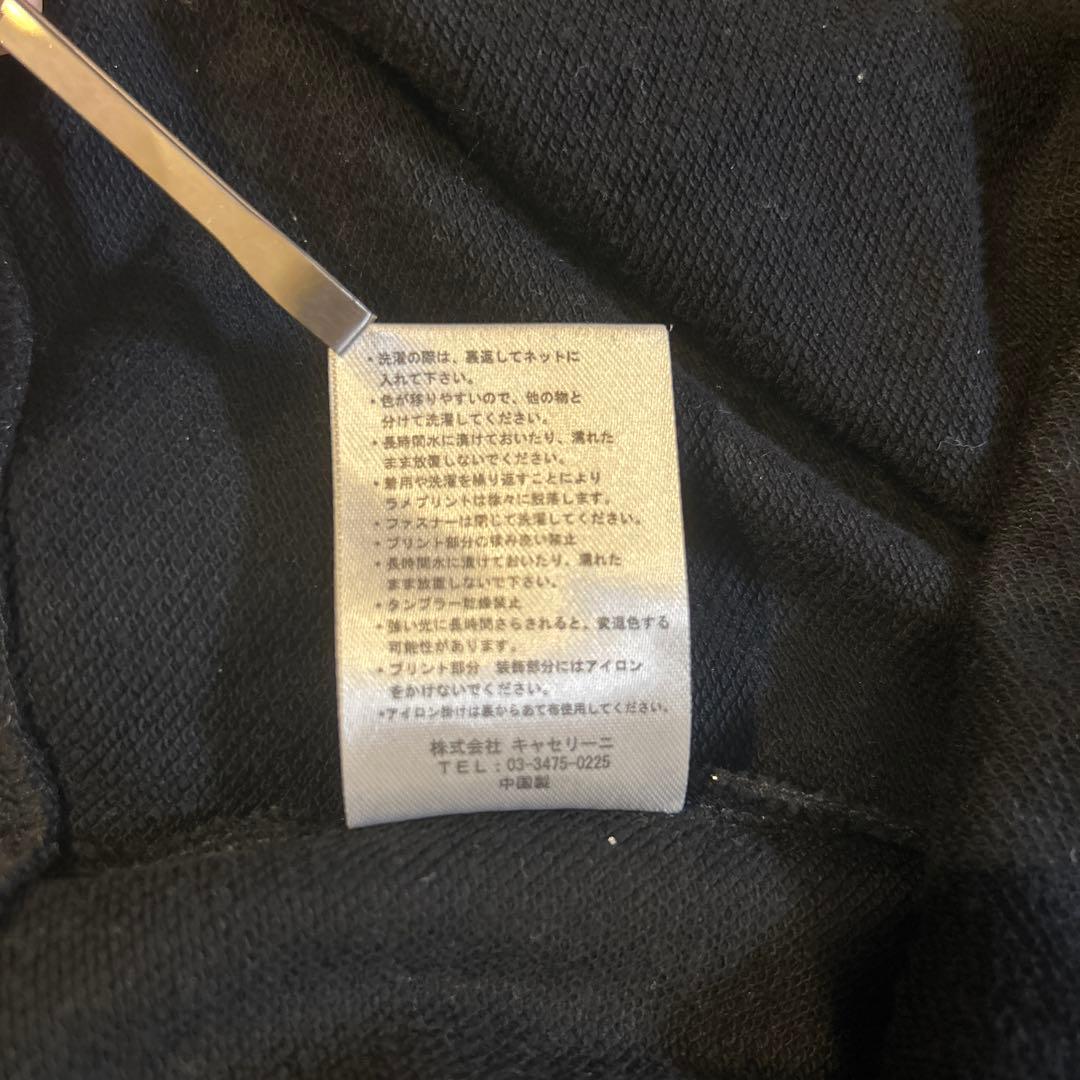 ・洗濯の際は、裏返してネットに
入れて下さい。
・色が移りやすいので、他の物と
分けて洗濯してください。
・長時間水に漬けておいたり、濡れた
まま放置しないでください。
・着用や洗濯を繰り返すことにより
ラメプリントは徐々に脱落します。
・ファスナーは閉じて洗濯してください。
・プリント部分の揉み洗い禁止
・長時間水に漬けておいたり、濡れた
まま放置しないで下さい。
・タンブラー乾燥禁止
・強い光に長時間さらされると、変退色する
可能性があります。
・プリント部分 装飾部分にはアイロン
をかけないでください。
・アイロン掛けは裏からあて布使用してください。
株式会社 キャセリーニ
TEL:03-3475-0225
中国製